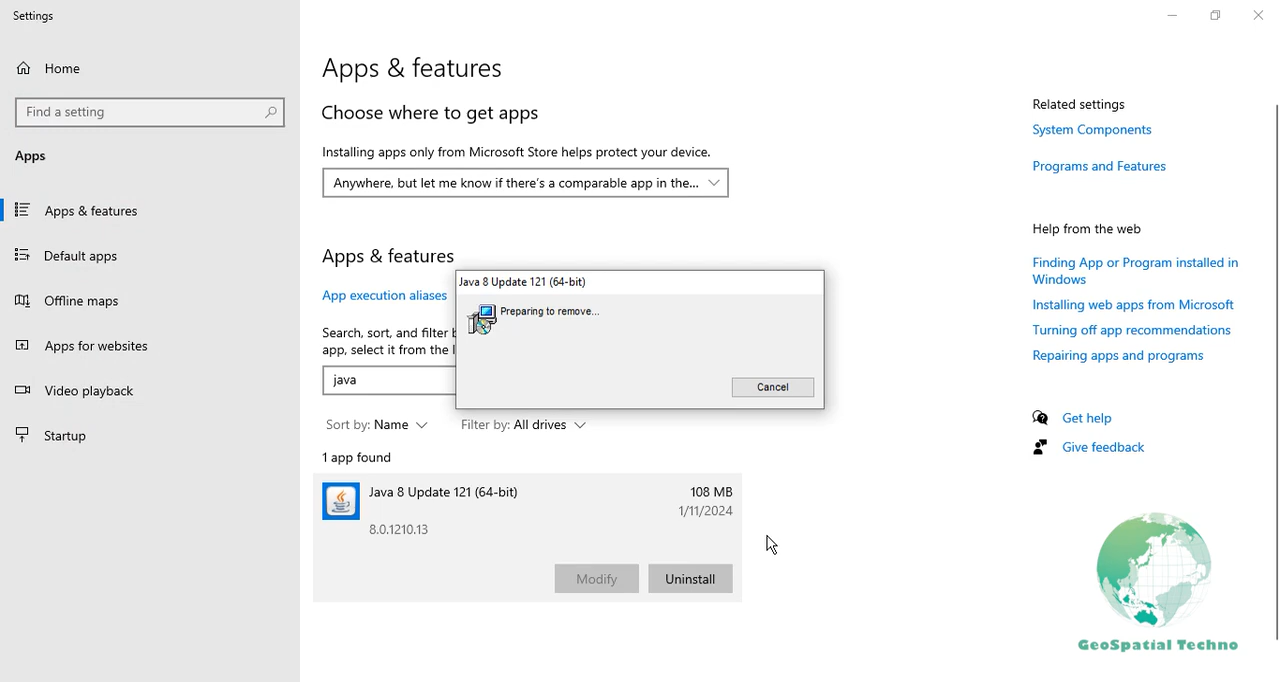 Settings
Home
Find a setting
Apps
Apps & features
Default apps
Offline maps
Apps for websites
Video playback
Startup
Apps & features
Choose where to get apps
Installing apps only from Microsoft Store helps protect your device.
Anywhere, but let me know if there's a comparable app in the...
Apps & features
App execution aliases
Search, sort, and filter
app, select it from the
java
Sort by: Name
Filter by: All drives
1 app found
Java 8 Update 121 (64-bit)
108 MB
1/11/2024
8.0.1210.13
Modify
Uninstall
Java 8 Update 121 (64-bit)
Preparing to remove...
Cancel
Related settings
System Components
Programs and Features
Help from the web
Finding App or Program installed in
Windows
Installing web apps from Microsoft
Turning off app recommendations
Repairing apps and programs
Get help
Give feedback
GeoSpatial Techno